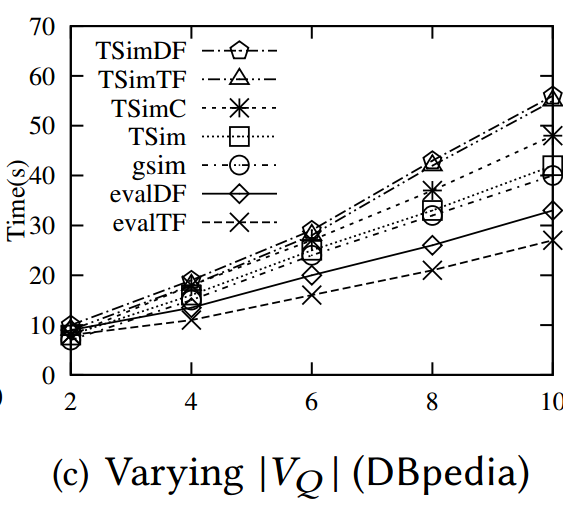 70
60
50
40
30
20
10
0
Time(s)
TSimDF
TSimTF
TSimC
TSim
gsim
evalDF
evalTF
2 4 6 8 10
)
(c) Varying |V_Q| (DBpedia)